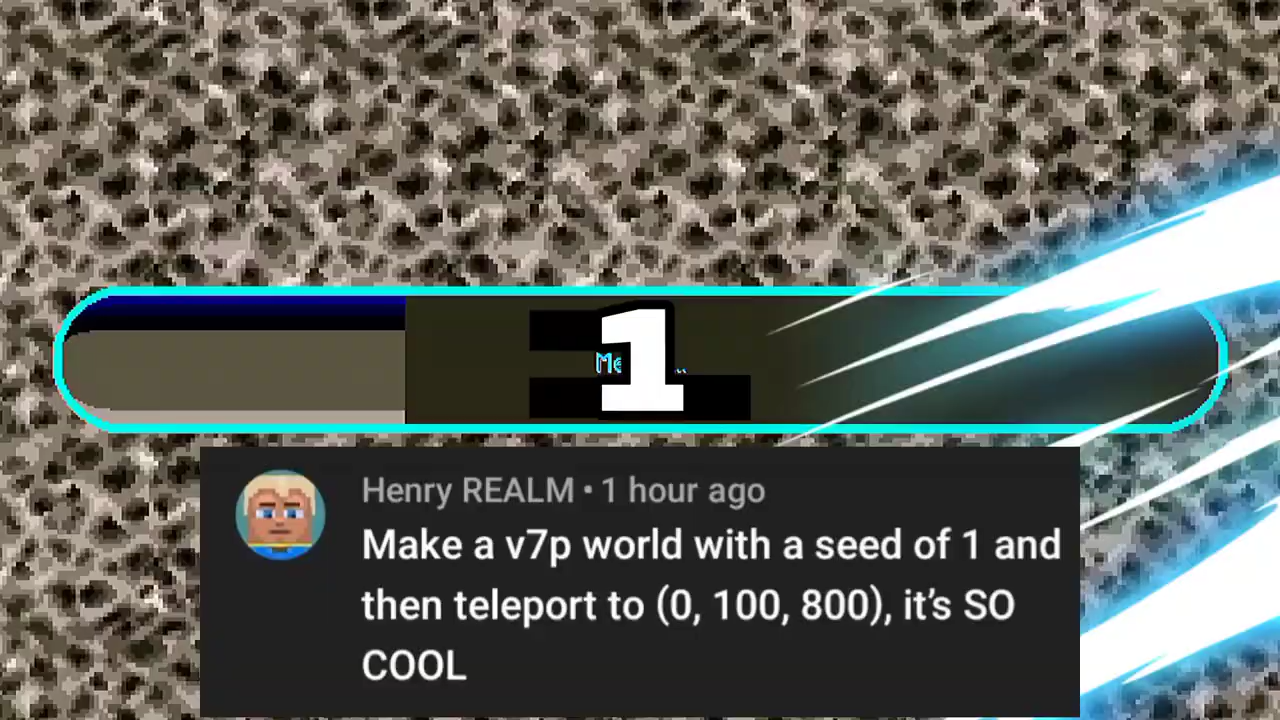 1
Henry REALM • 1 hour ago
Make a v7p world with a seed of 1 and
then teleport to (0, 100, 800), it’s SO
COOL